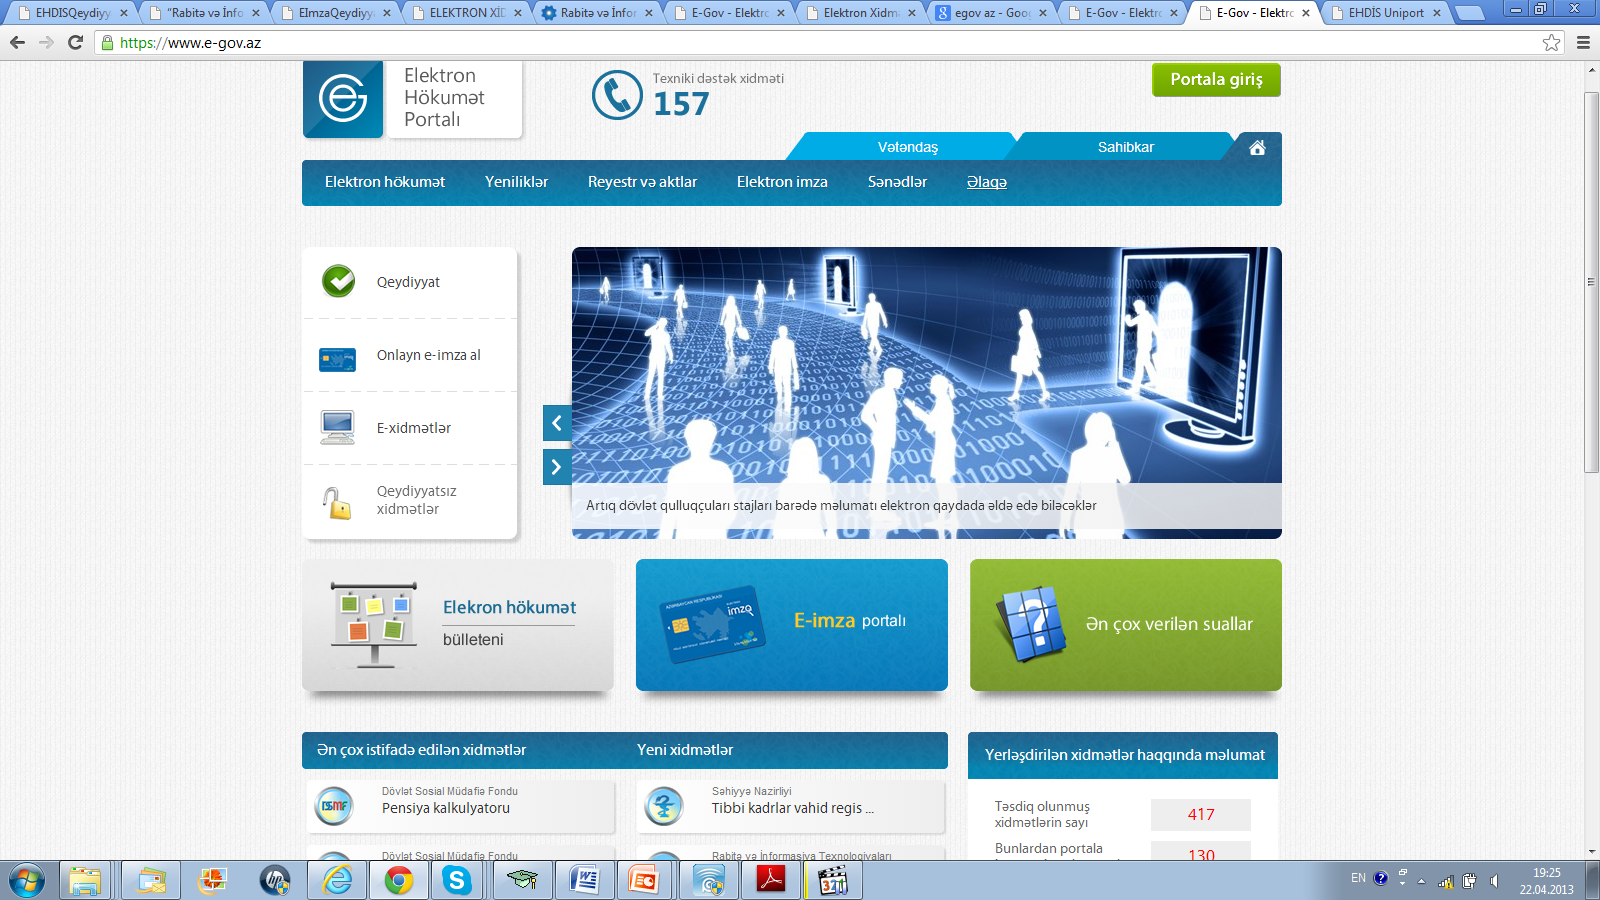 EHDISQeydiyy
"Rabitə və İnfo
EImzaQeydiyy
ELEKTRON XİD
Rabitə və İnfor
E-Gov - Elektro
Elektron Xidm
egov az - Goo
E-Gov - Elektro
E-Gov - Elektro
EHDİS Uniport
https://www.e-gov.az
Elektron
Hökumət
Portalı
Texniki dəstək xidməti
157
Portala giriş
Vətəndaş
Sahibkar
Elektron hökumət
Yeniliklər
Reyestr və aktlar
Elektron imza
Sənədlər
Əlaqə
Qeydiyyat
Onlayn e-imza al
E-xidmətlər
Qeydiyyatsız
xidmətlər
Artıq dövlət qulluqçuları stajları barədə məlumatı elektron qaydada əldə edə biləcəklər
Elekron hökumət
bülleteni
AZƏRBAYCAN RESPUBLİKASI
imza
E-imza portalı
Ən çox verilən suallar
Ən çox istifadə edilən xidmətlər
Yeni xidmətlər
Yerləşdirilən xidmətlər haqqında məlumat
DSMF
Dövlət Sosial Müdafiə Fondu
Pensiya kalkulyatoru
Səhiyyə Nazirliyi
Tibbi kadrlar vahid regis ...
Təsdiq olunmuş
xidmətlərin sayı
417
Dövlət Sosial Müdafiə Fondu
Rabitə və İnformasiya Texnologiyaları
Bunlardan portala
130
EN
19:25
22.04.2013